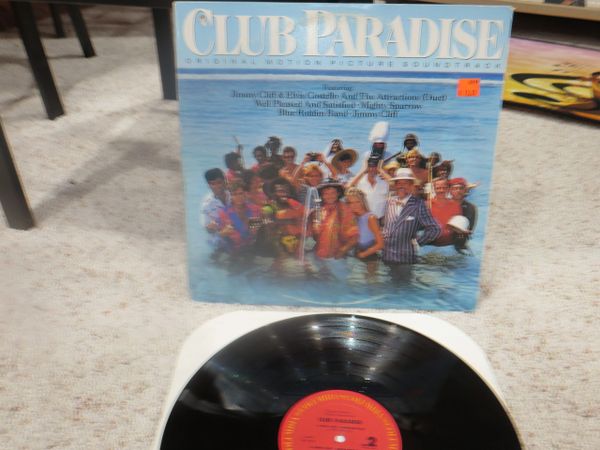 CLUB PARADISE
ORIGINAL MOTION PICTURE SOUNDTRACK
Featuring:
Jimmy Cliff & Elvis Costello And The Attractions (Duet)
Well Pleased And Satisfied · Mighty Sparrow
Blue Riddim Band · Jimmy Cliff
CLUB PARADISE
2